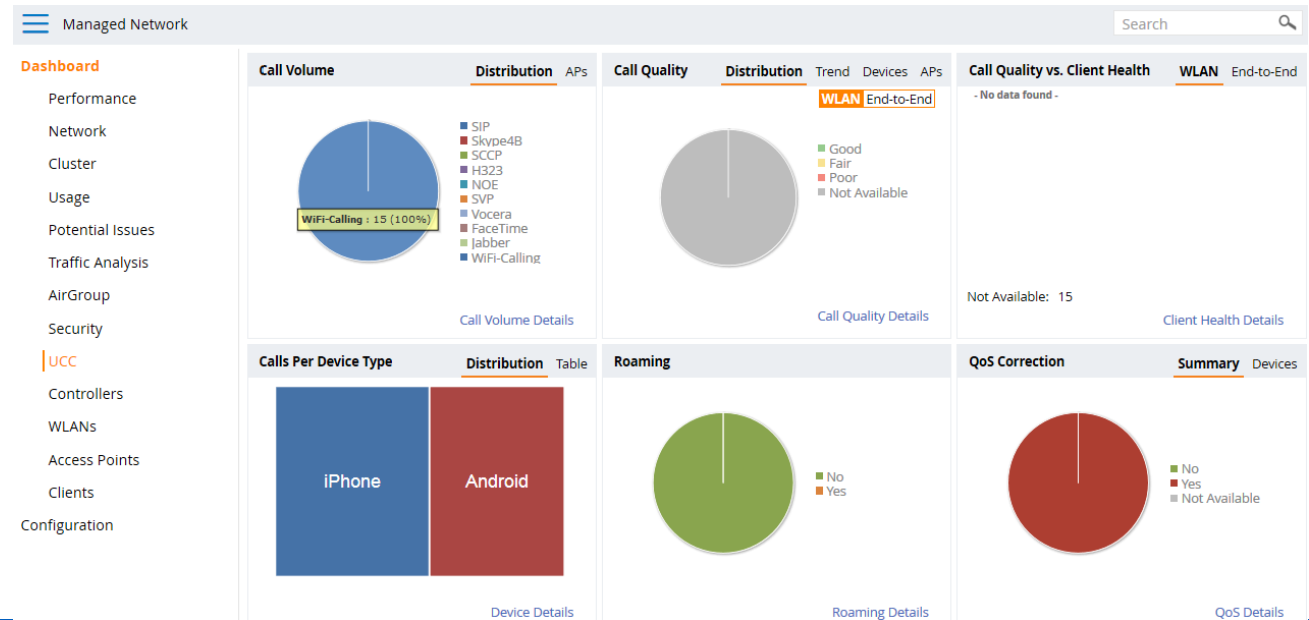 Managed Network
Search
Dashboard
Performance
Network
Cluster
Usage
Potential Issues
Traffic Analysis
AirGroup
Security
UCC
Controllers
WLANs
Access Points
Clients
Configuration
Call Volume Distribution APs
SIP
Skype4B
SCCP
H323
NOE
SVP
Vocera
FaceTime
Jabber
WiFi-Calling
WiFi-Calling : 15 (100%)
Call Volume Details
Call Quality Distribution Trend Devices APs
WLAN End-to-End
Good
Fair
Poor
Not Available
Call Quality Details
Call Quality vs. Client Health WLAN End-to-End
- No data found -
Not Available: 15
Client Health Details
Calls Per Device Type Distribution Table
iPhone Android
Device Details
Roaming
No
Yes
Roaming Details
QoS Correction Summary Devices
No
Yes
Not Available
QoS Details